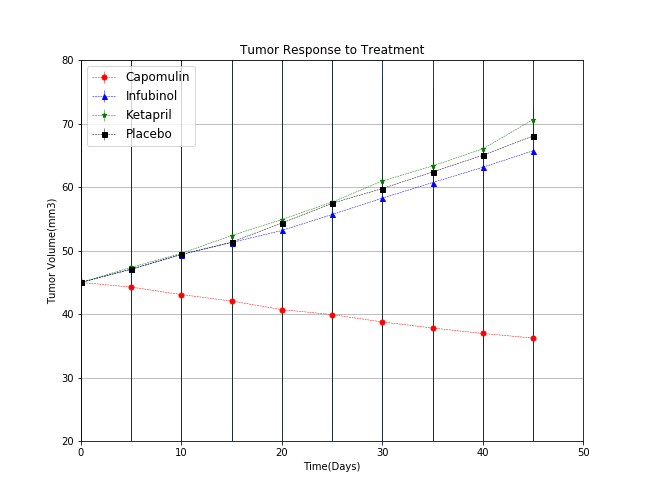 Tumor Response to Treatment
80
70
60
50
40
30
20
Tumor Volume(mm3)
Capomulin
Infubinol
Ketapril
Placebo
0
10
20
30
40
50
Time(Days)